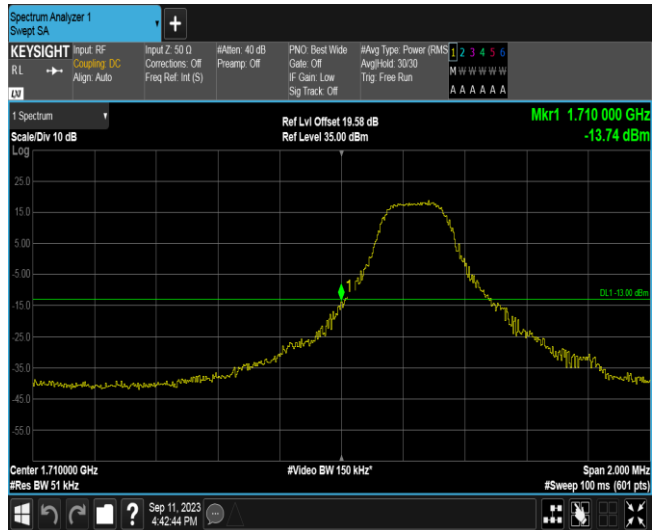 Spectrum Analyzer 1
Swept SA
+
KEYSIGHT Input: RF Input Z: 50 Ω #Atten: 40 dB PNO: Best Wide #Avg Type: Power (RMS 1 2 3 4 5 6
RL Coupling: DC Corrections: Off Preamp: Off Gate: Off Avg|Hold: 30/30 M W W W W W
Align: Auto Freq Ref: Int (S) IF Gain: Low Trig: Free Run
Sig Track: Off A A A A A A
LXI
1 Spectrum Ref Lvl Offset 19.58 dB Mkr1 1.710 000 GHz
Scale/Div 10 dB Ref Level 35.00 dBm -13.74 dBm
Log
25.0
15.0
5.00
-5.00
1
DL1 -13.00 dBm
-15.0
-25.0
-35.0
-45.0
-55.0
Center 1.710000 GHz #Video BW 150 kHz* Span 2.000 MHz
#Res BW 51 kHz #Sweep 100 ms (601 pts)
? Sep 11, 2023
4:42:44 PM